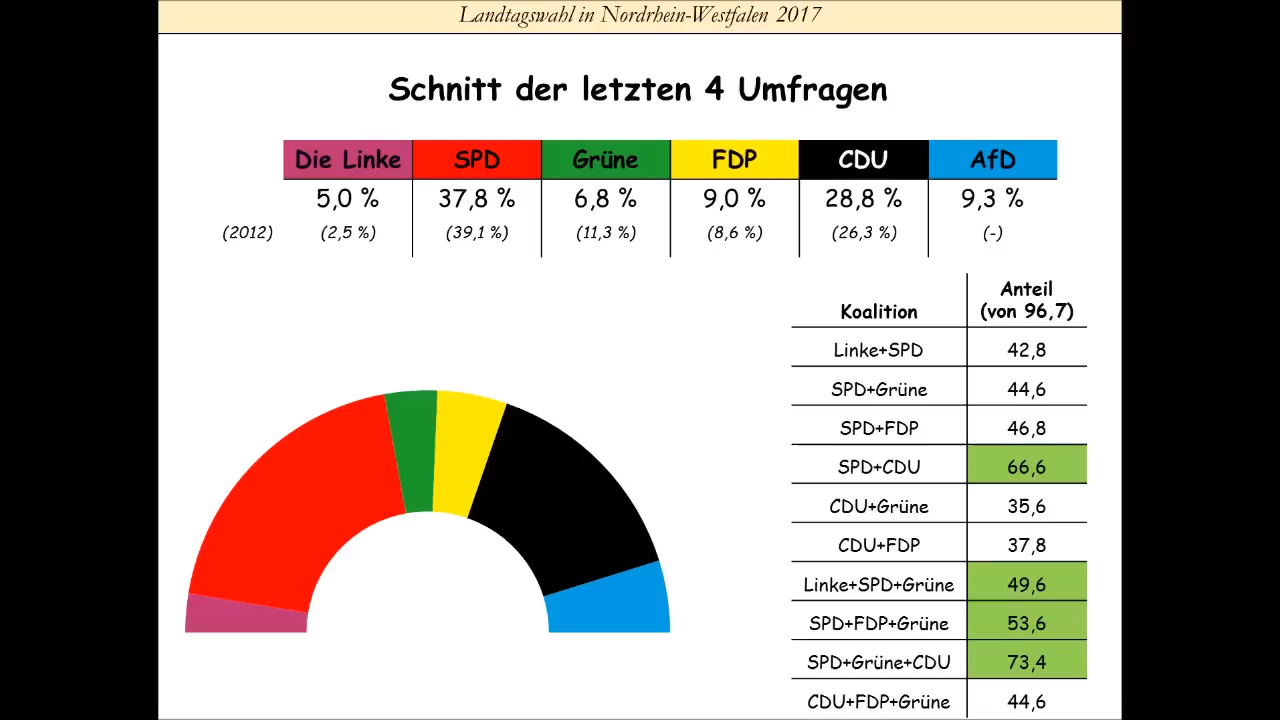 Landtagswahl in Nordrhein-Westfalen 2017
Schnitt der letzten 4 Umfragen
Die Linke SPD Grüne FDP CDU AfD
5,0 % 37,8 % 6,8 % 9,0 % 28,8 % 9,3 %
(2012) (2,5 %) (39,1 %) (11,3 %) (8,6 %) (26,3 %) (-)
Koalition Anteil (von 96,7)
Linke+SPD 42,8
SPD+Grüne 44,6
SPD+FDP 46,8
SPD+CDU 66,6
CDU+Grüne 35,6
CDU+FDP 37,8
Linke+SPD+Grüne 49,6
SPD+FDP+Grüne 53,6
SPD+Grüne+CDU 73,4
CDU+FDP+Grüne 44,6